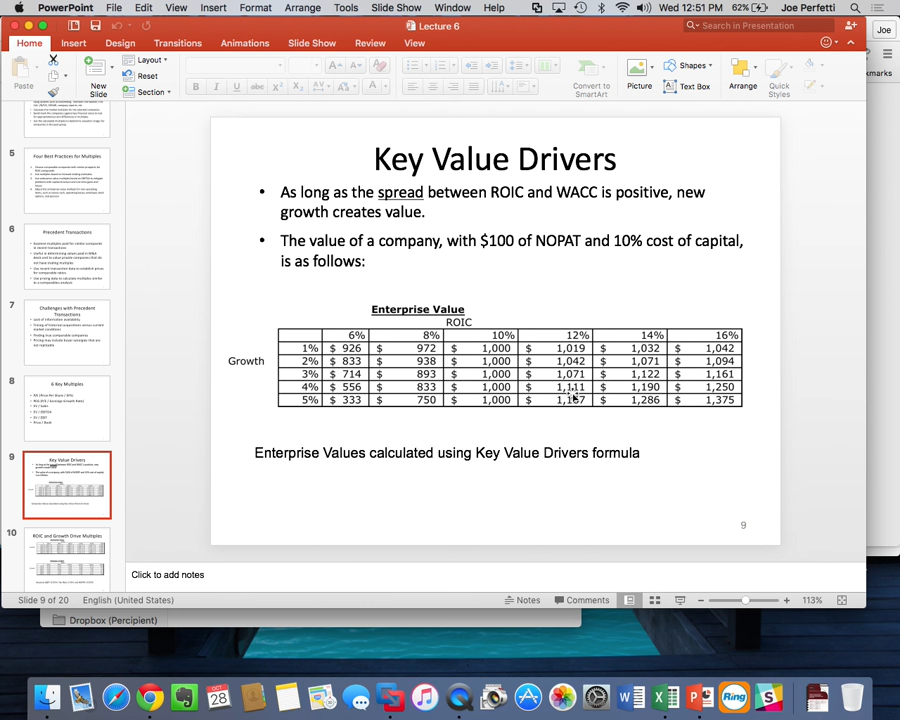 PowerPoint File Edit View Insert Format Arrange Tools Slide Show Window Help 62% Wed 12:51 PM Joe Perfetti
Lecture 6
Search in Presentation
Joe
Home Insert Design Transitions Animations Slide Show Review View
kmarks
Paste
New
Slide
Layout
Reset
Section
B I U abc X² X₂ AV Aa A
Convert to
SmartArt
Picture
Shapes
Text Box
Arrange
Quick
Styles
5
Four Best Practices for Multiples
6
Precedent Transactions
7
Challenges with Precedent
Transactions
8
6 Key Multiples
9
Key Value Drivers
10
ROIC and Growth Drive Multiples
Key Value Drivers
• As long as the spread between ROIC and WACC is positive, new
growth creates value.
• The value of a company, with $100 of NOPAT and 10% cost of capital,
is as follows:
Enterprise Value
ROIC
6% 8% 10% 12% 14% 16%
1% $ 926 $ 972 $ 1,000 $ 1,019 $ 1,032 $ 1,042
Growth 2% $ 833 $ 938 $ 1,000 $ 1,042 $ 1,071 $ 1,094
3% $ 714 $ 893 $ 1,000 $ 1,071 $ 1,122 $ 1,161
4% $ 556 $ 833 $ 1,000 $ 1,111 $ 1,190 $ 1,250
5% $ 333 $ 750 $ 1,000 $ 1,167 $ 1,286 $ 1,375
Enterprise Values calculated using Key Value Drivers formula
9
Click to add notes
Slide 9 of 20 English (United States) Notes Comments 113%
Dropbox (Percipient)
OCT
28
Ring